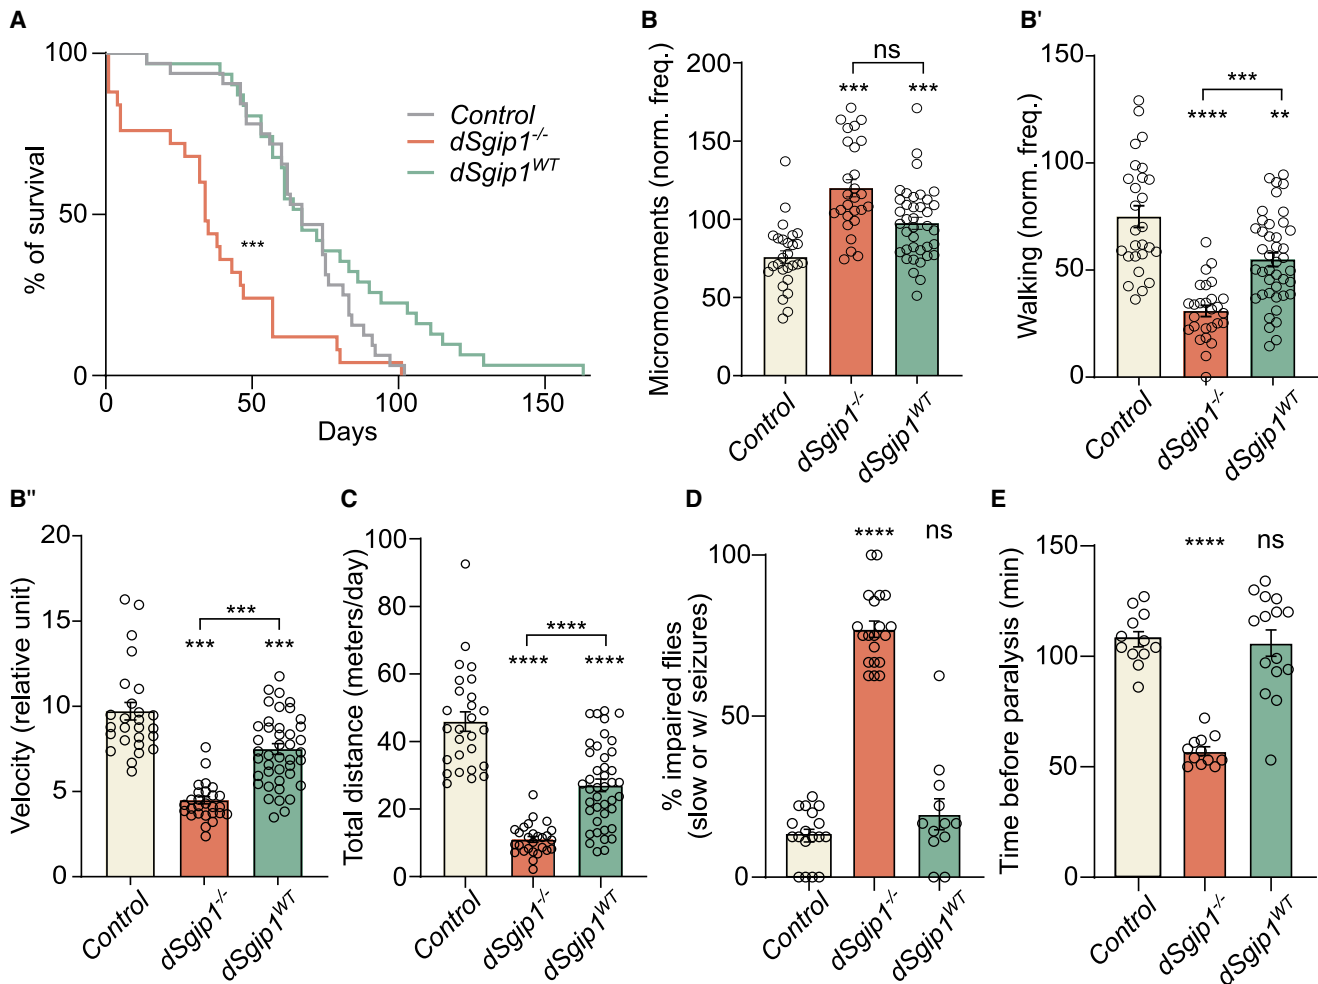 A
% of survival
100
50
0
0 50 100 150
Days
Control
dSgip1-/-
dSgip1WT
***
B
Micromovements (norm. freq.)
200
150
100
50
0
ns
*** ***
Control dSgip1-/- dSgip1WT
B'
Walking (norm. freq.)
150
100
50
0
***
**** **
Control dSgip1-/- dSgip1WT
B"
Velocity (relative unit)
20
15
10
5
0
***
*** ***
Control dSgip1-/- dSgip1WT
C
Total distance (meters/day)
100
80
60
40
20
0
****
**** ****
Control dSgip1-/- dSgip1WT
D
% impaired flies
(slow or w/ seizures)
100
50
0
**** ns
Control dSgip1-/- dSgip1WT
E
Time before paralysis (min)
150
100
50
0
**** ns
Control dSgip1-/- dSgip1WT